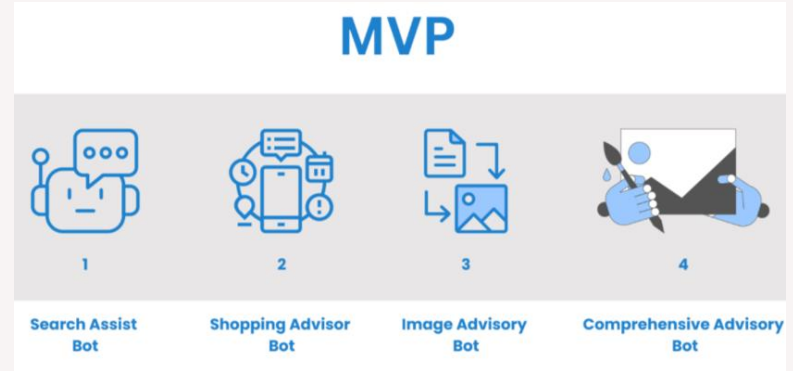 MVP
1
2
3
4
Search Assist
Bot
Shopping Advisor
Bot
Image Advisory
Bot
Comprehensive Advisory
Bot